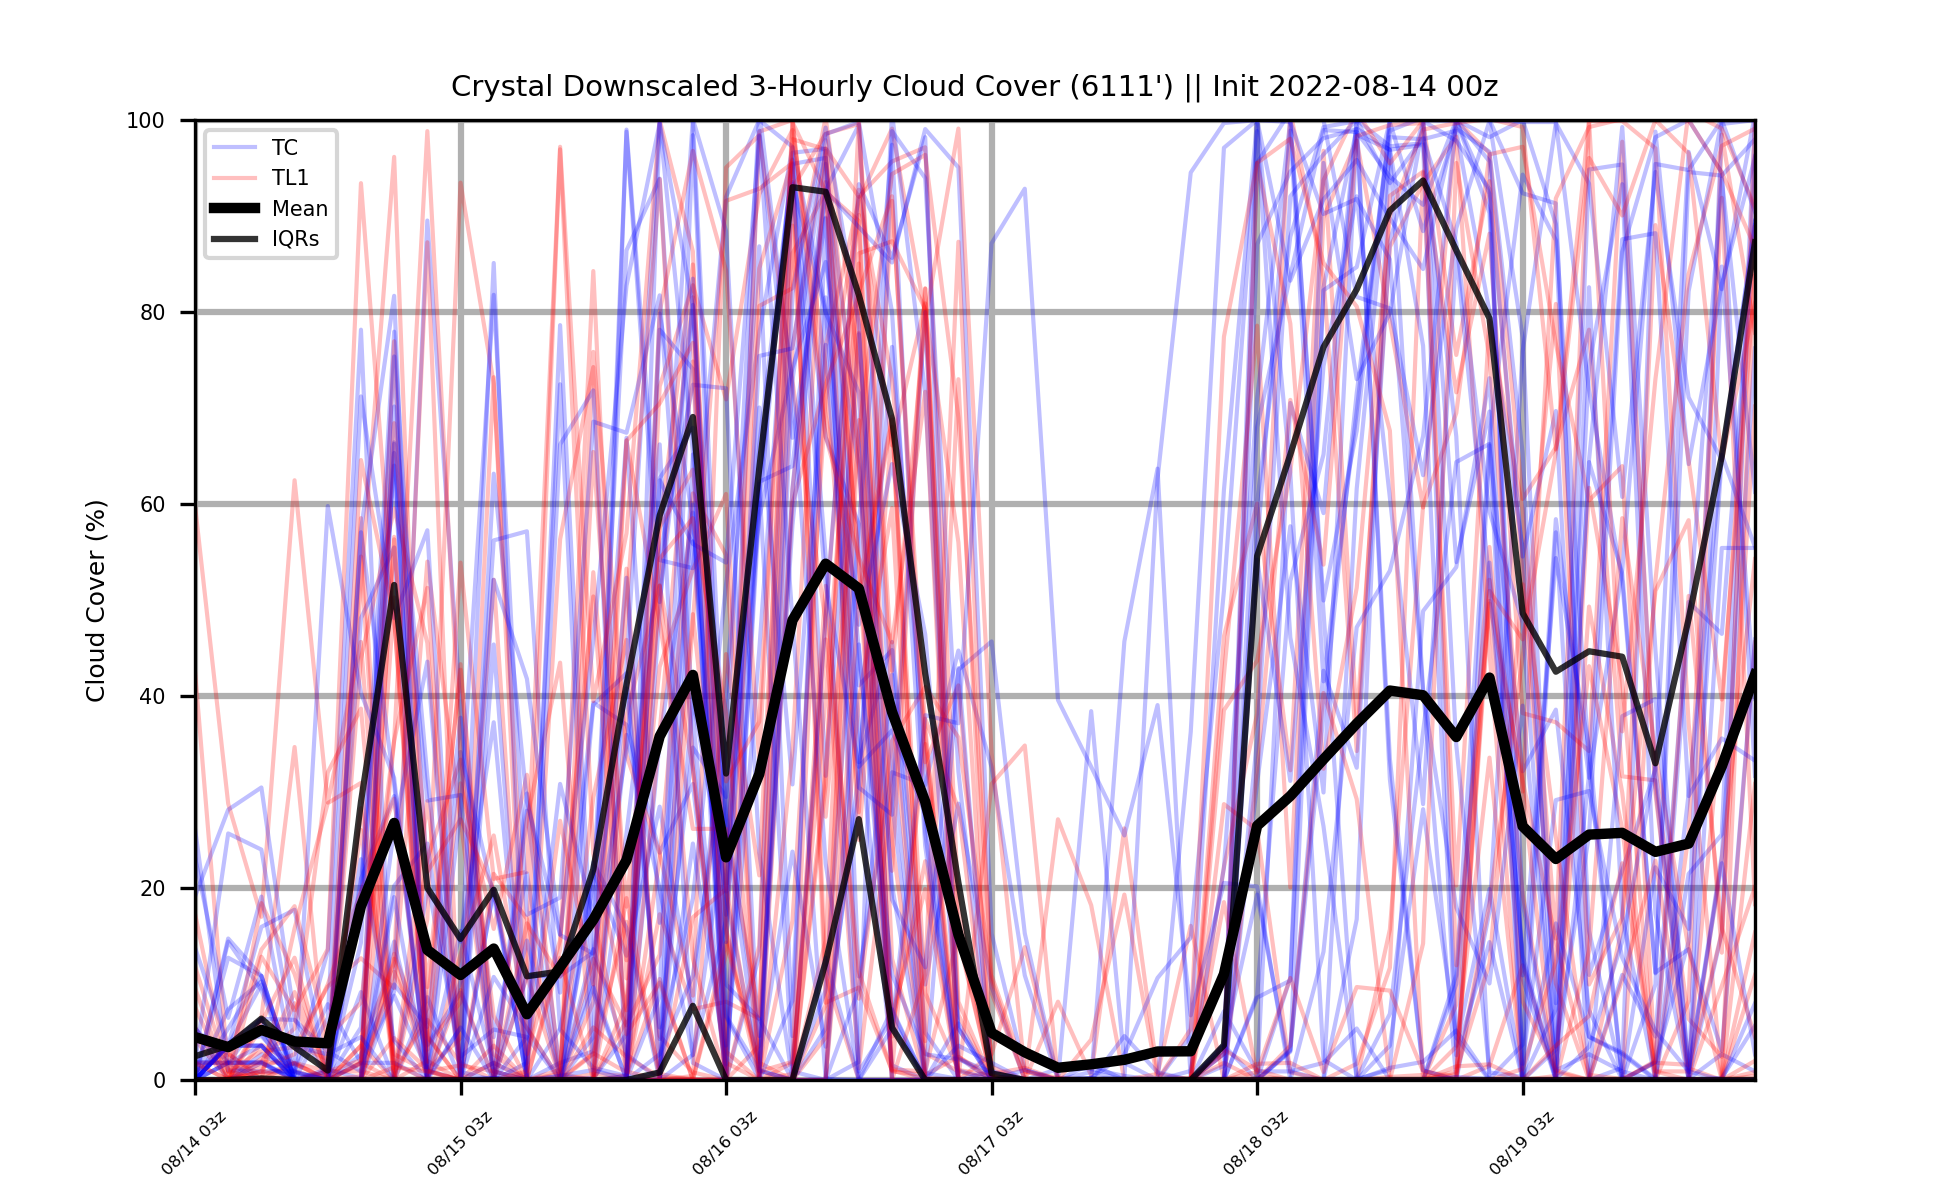 Crystal Downscaled 3-Hourly Cloud Cover (6111') || Init 2022-08-14 00z
100
80
60
40
20
0
Cloud Cover (%)
TC
TL1
Mean
IQRs
08/14 03z
08/15 03z
08/16 03z
08/17 03z
08/18 03z
08/19 03z